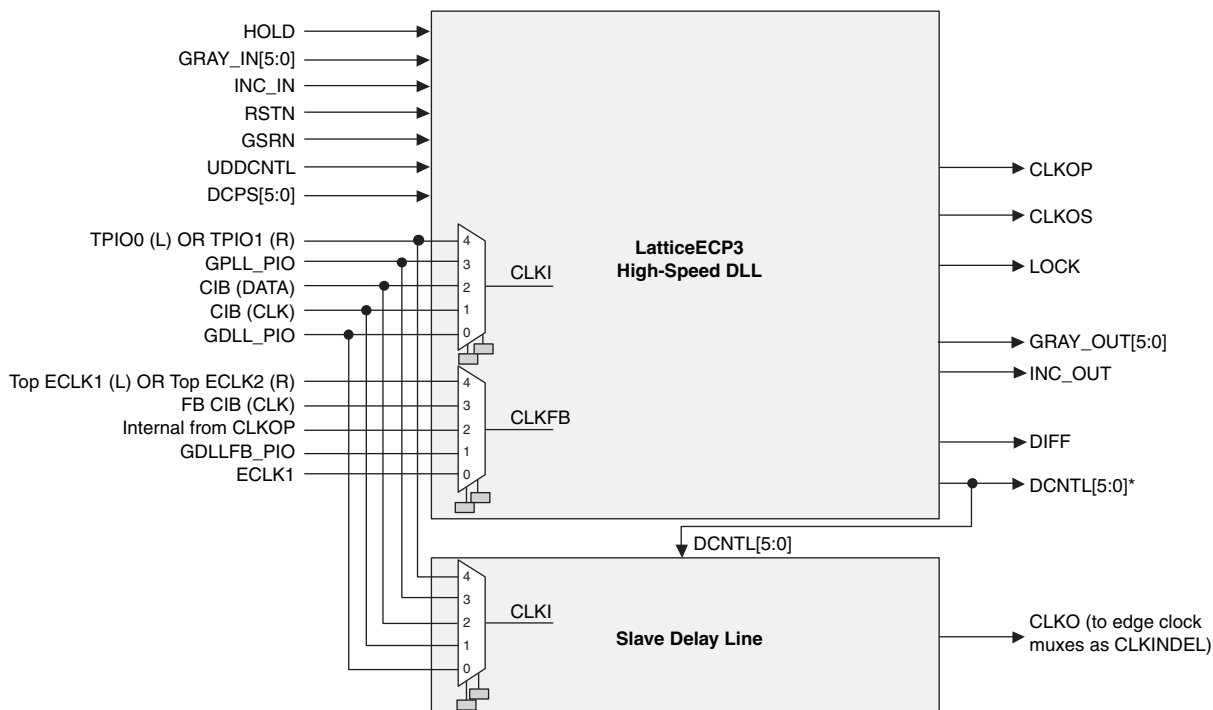 HOLD
GRAY_IN[5:0]
INC_IN
RSTN
GSRN
UDDCNTL
DCPS[5:0]
TPIO0 (L) OR TPIO1 (R)
GPLL_PIO
CIB (DATA)
CIB (CLK)
GDLL_PIO
4
3
2
1
0
CLKI
Top ECLK1 (L) OR Top ECLK2 (R)
FB CIB (CLK)
Internal from CLKOP
GDLLFB_PIO
ECLK1
4
3
2
1
0
CLKFB
LatticeECP3
High-Speed DLL
CLKOP
CLKOS
LOCK
GRAY_OUT[5:0]
INC_OUT
DIFF
DCNTL[5:0]*
DCNTL[5:0]
4
3
2
1
0
CLKI
Slave Delay Line
CLKO (to edge clock
muxes as CLKINDEL)